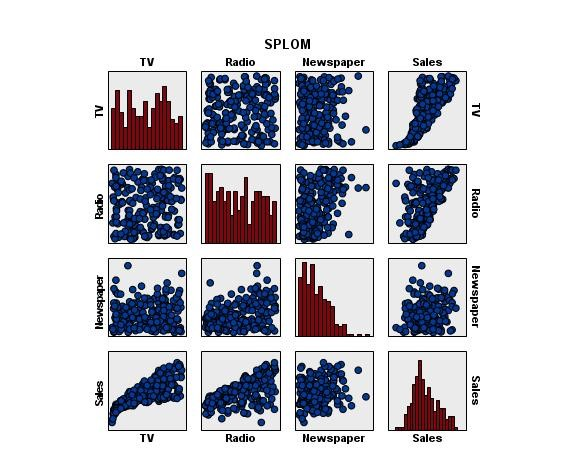 SPLOM
TV Radio Newspaper Sales
TV TV
Radio Radio
Newspaper Newspaper
Sales Sales
TV Radio Newspaper Sales